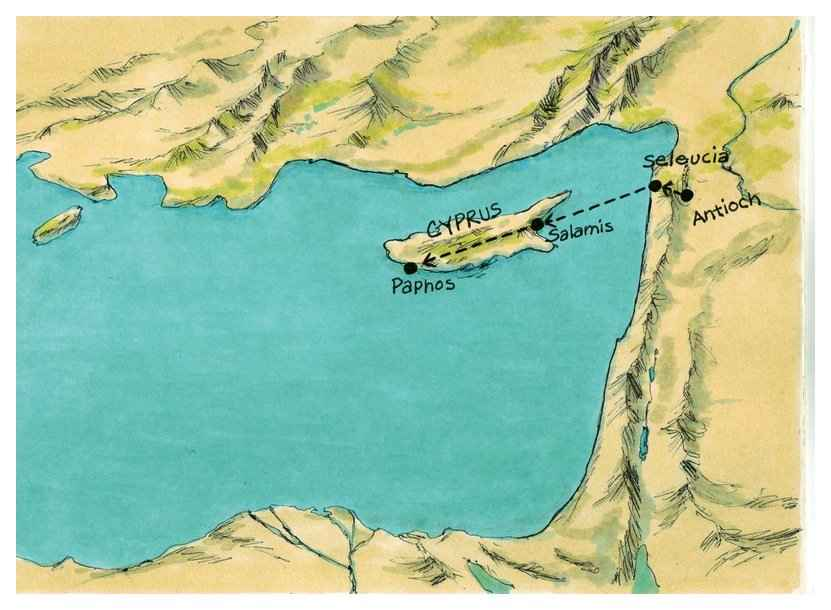 Seleucia
Antioch
CYPRUS
Salamis
Paphos